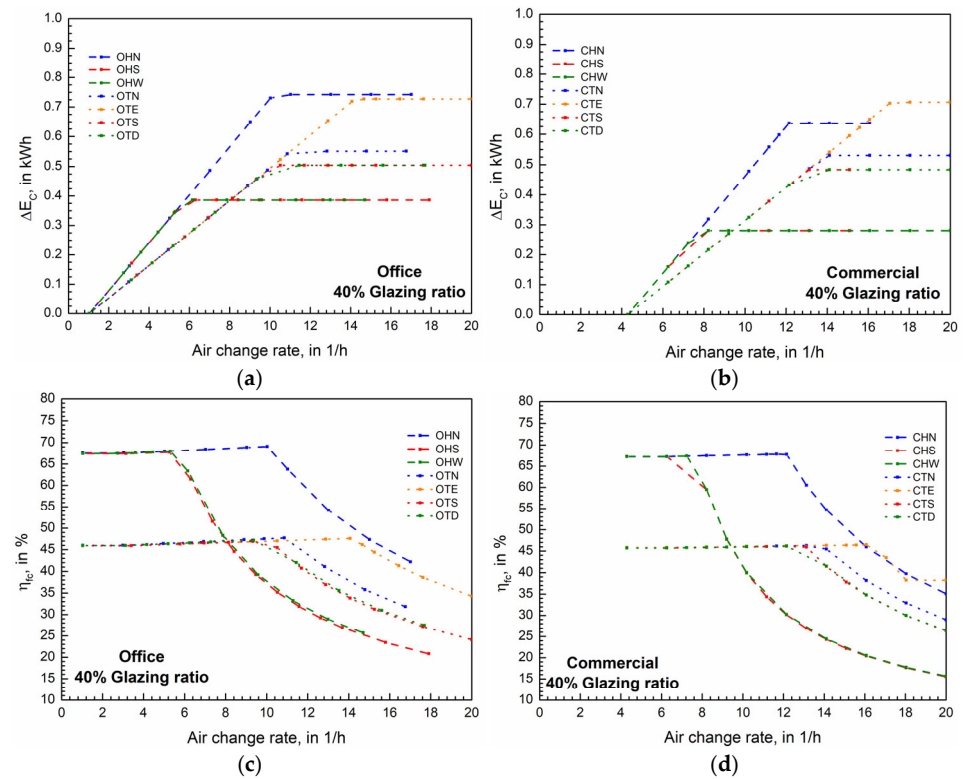 1.0
0.9
0.8
0.7
0.6
0.5
0.4
0.3
0.2
0.1
0.0
ΔE_C, in kWh
OHN
OHS
OHW
OTN
OTE
OTS
OTD
Office
40% Glazing ratio
0 2 4 6 8 10 12 14 16 18 20
Air change rate, in 1/h
(a)
1.0
0.9
0.8
0.7
0.6
0.5
0.4
0.3
0.2
0.1
0.0
ΔE_C, in kWh
CHN
CHS
CHW
CTN
CTE
CTS
CTD
Commercial
40% Glazing ratio
0 2 4 6 8 10 12 14 16 18 20
Air change rate, in 1/h
(b)
80
75
70
65
60
55
50
45
40
35
30
25
20
15
10
η_fc, in %
OHN
OHS
OHW
OTN
OTE
OTS
OTD
Office
40% Glazing ratio
0 2 4 6 8 10 12 14 16 18 20
Air change rate, in 1/h
(c)
80
75
70
65
60
55
50
45
40
35
30
25
20
15
10
η_fc, in %
CHN
CHS
CHW
CTN
CTE
CTS
CTD
Commercial
40% Glazing ratio
0 2 4 6 8 10 12 14 16 18 20
Air change rate, in 1/h
(d)